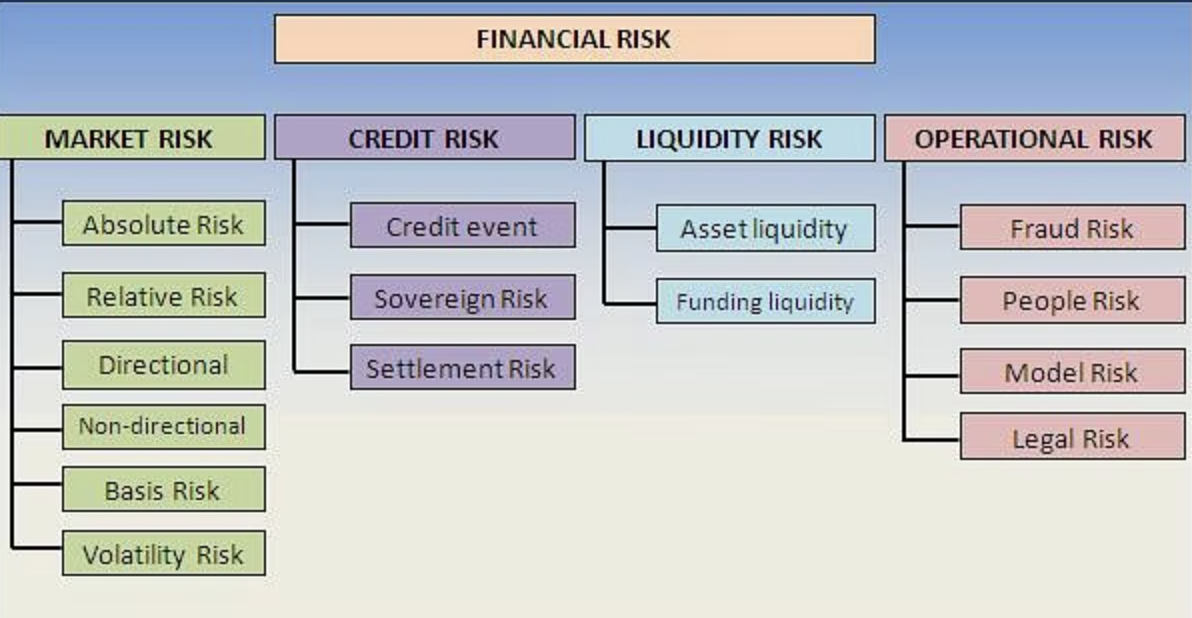 FINANCIAL RISK
MARKET RISK
Absolute Risk
Relative Risk
Directional
Non-directional
Basis Risk
Volatility Risk
CREDIT RISK
Credit event
Sovereign Risk
Settlement Risk
LIQUIDITY RISK
Asset liquidity
Funding liquidity
OPERATIONAL RISK
Fraud Risk
People Risk
Model Risk
Legal Risk